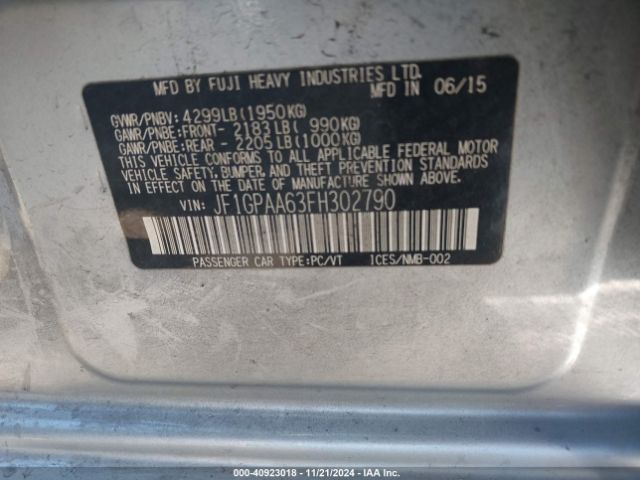 MFD BY FUJI HEAVY INDUSTRIES LTD.
MFD IN 06/15
GVWR/PNBV: 4299LB(1950KG)
GAWR/PNBE:FRONT- 2183LB( 990KG)
GAWR/PNBE:REAR - 2205LB(1000KG)
THIS VEHICLE CONFORMS TO ALL APPLICABLE FEDERAL MOTOR
VEHICLE SAFETY, BUMPER, AND THEFT PREVENTION STANDARDS
IN EFFECT ON THE DATE OF MANUFACTURE SHOWN ABOVE.
VIN: JF1GPAA63FH302790
PASSENGER CAR TYPE:PC/VT ICES/NMB-002
000-40923018 - 11/21/2024 - IAAI.COM